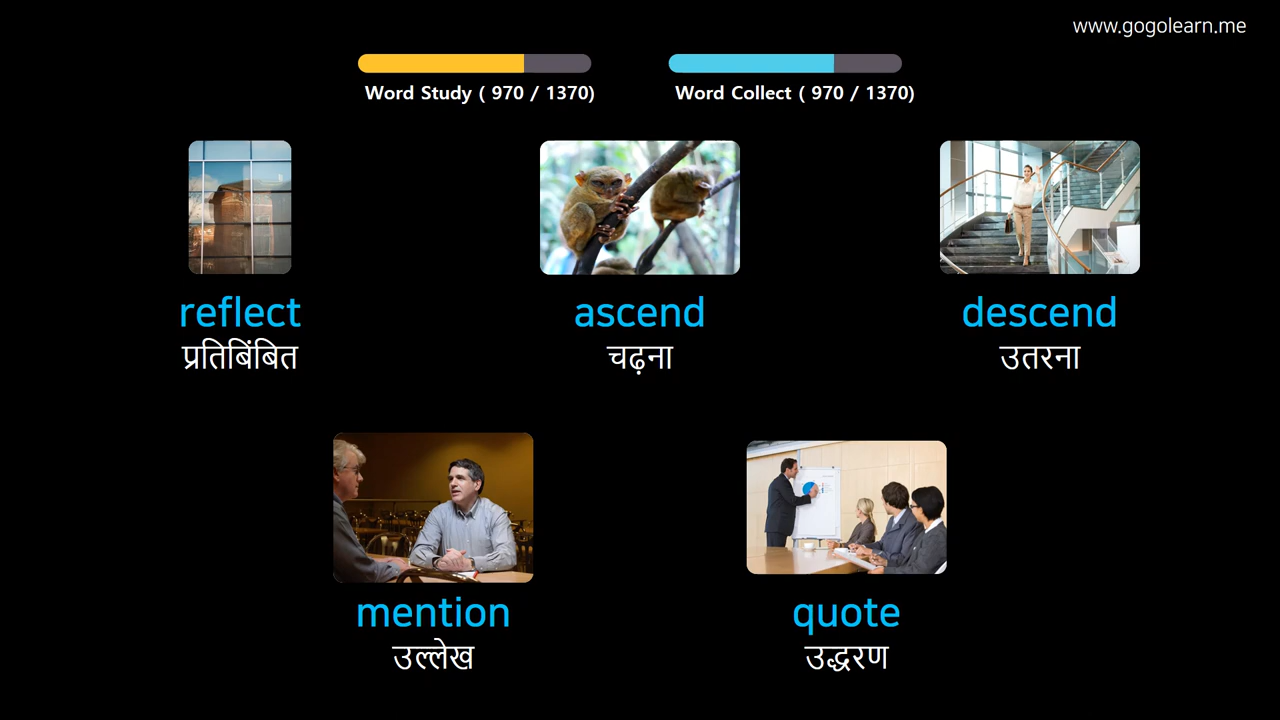 www.gogolearn.me
Word Study ( 970 / 1370)
Word Collect ( 970 / 1370)
reflect
प्रतिबिंबित
ascend
चढ़ना
descend
उतरना
mention
उल्लेख
quote
उद्धरण